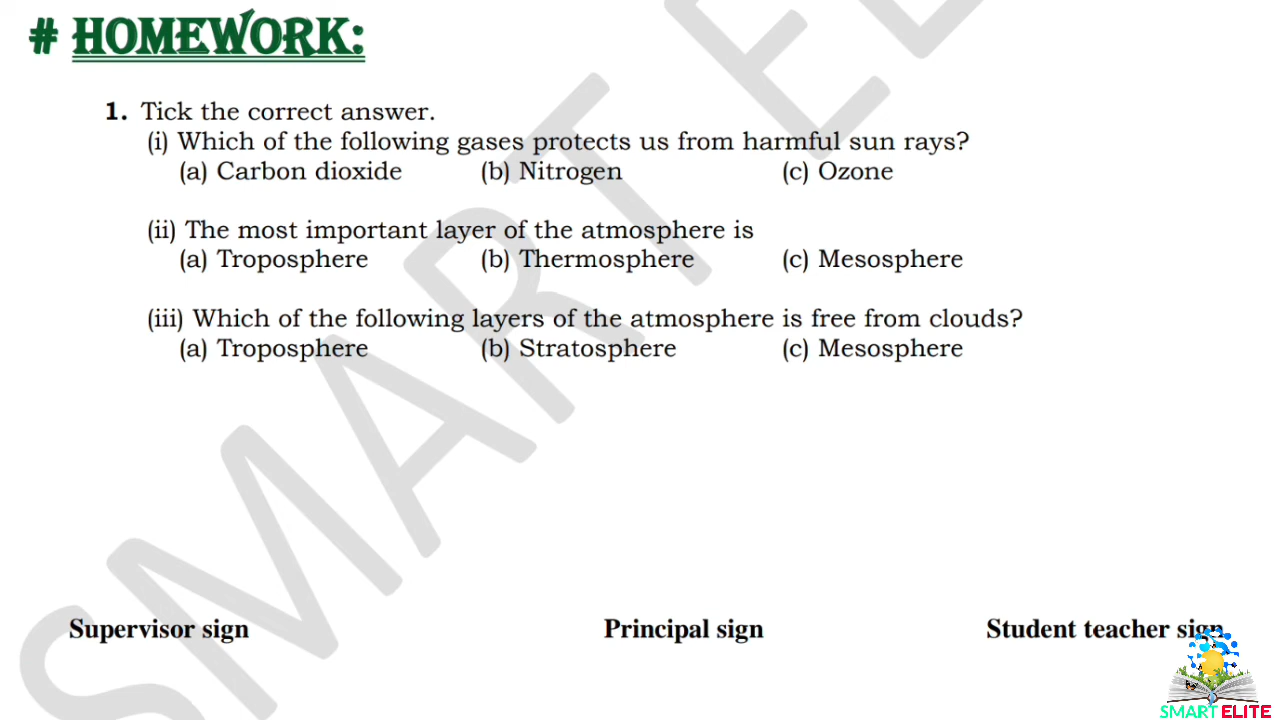 # HOMEWORK:
1. Tick the correct answer.
(i) Which of the following gases protects us from harmful sun rays?
(a) Carbon dioxide (b) Nitrogen (c) Ozone
(ii) The most important layer of the atmosphere is
(a) Troposphere (b) Thermosphere (c) Mesosphere
(iii) Which of the following layers of the atmosphere is free from clouds?
(a) Troposphere (b) Stratosphere (c) Mesosphere
Supervisor sign Principal sign Student teacher sign
SMART ELITE
SMART EL